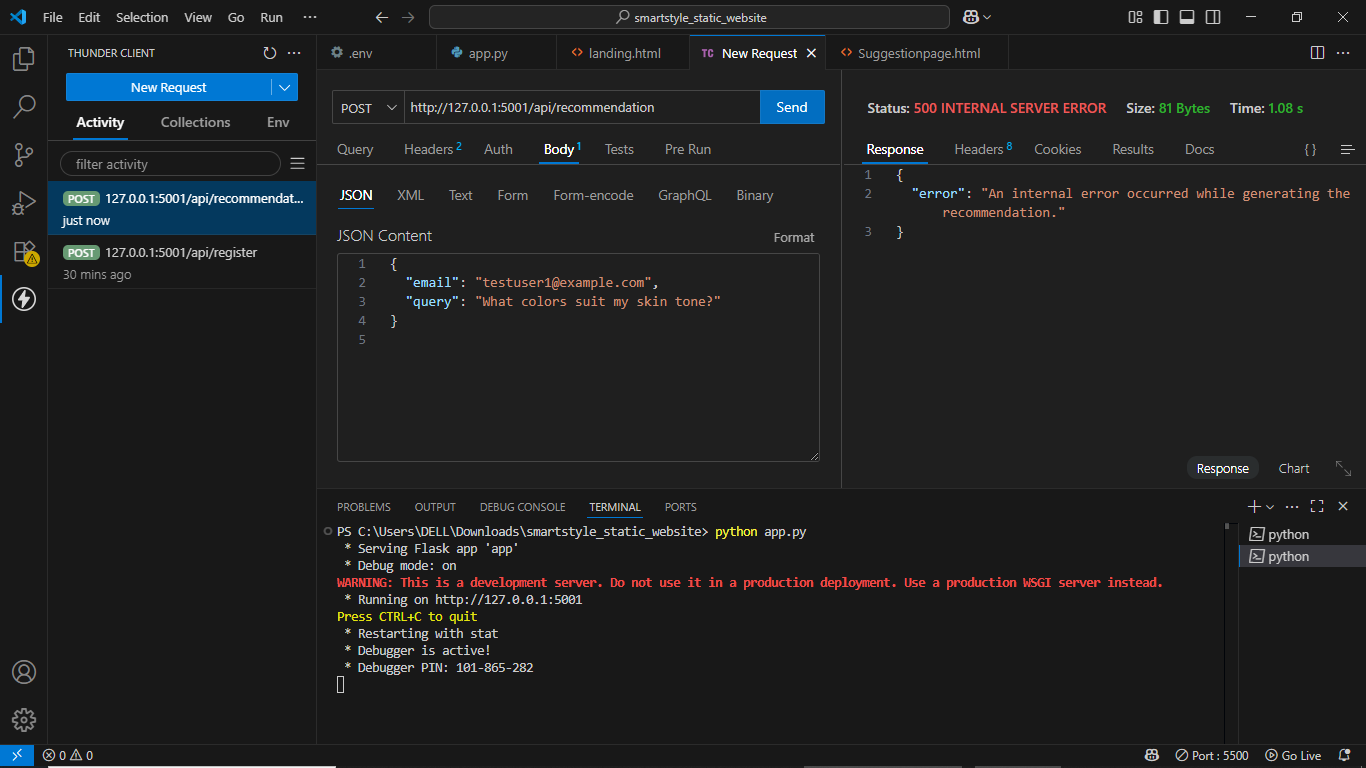 File Edit Selection View Go Run ··· smartstyle_static_website
THUNDER CLIENT ···
New Request
Activity Collections Env
filter activity
POST 127.0.0.1:5001/api/recommendat...
just now
POST 127.0.0.1:5001/api/register
30 mins ago
.env app.py <> landing.html TC New Request <> Suggestionpage.html ···
POST http://127.0.0.1:5001/api/recommendation Send
Query Headers 2 Auth Body 1 Tests Pre Run
JSON XML Text Form Form-encode GraphQL Binary
JSON Content Format
1 {
2 "email": "testuser1@example.com",
3 "query": "What colors suit my skin tone?"
4 }
5
Status: 500 INTERNAL SERVER ERROR Size: 81 Bytes Time: 1.08 s
Response Headers 8 Cookies Results Docs { }
1 {
2 "error": "An internal error occurred while generating the
recommendation."
3 }
Response Chart
PROBLEMS OUTPUT DEBUG CONSOLE TERMINAL PORTS ···
PS C:\Users\DELL\Downloads\smartstyle_static_website> python app.py
* Serving Flask app 'app'
* Debug mode: on
WARNING: This is a development server. Do not use it in a production deployment. Use a production WSGI server instead.
* Running on http://127.0.0.1:5001
Press CTRL+C to quit
* Restarting with stat
* Debugger is active!
* Debugger PIN: 101-865-282
python
python
0 0 Port : 5500 Go Live